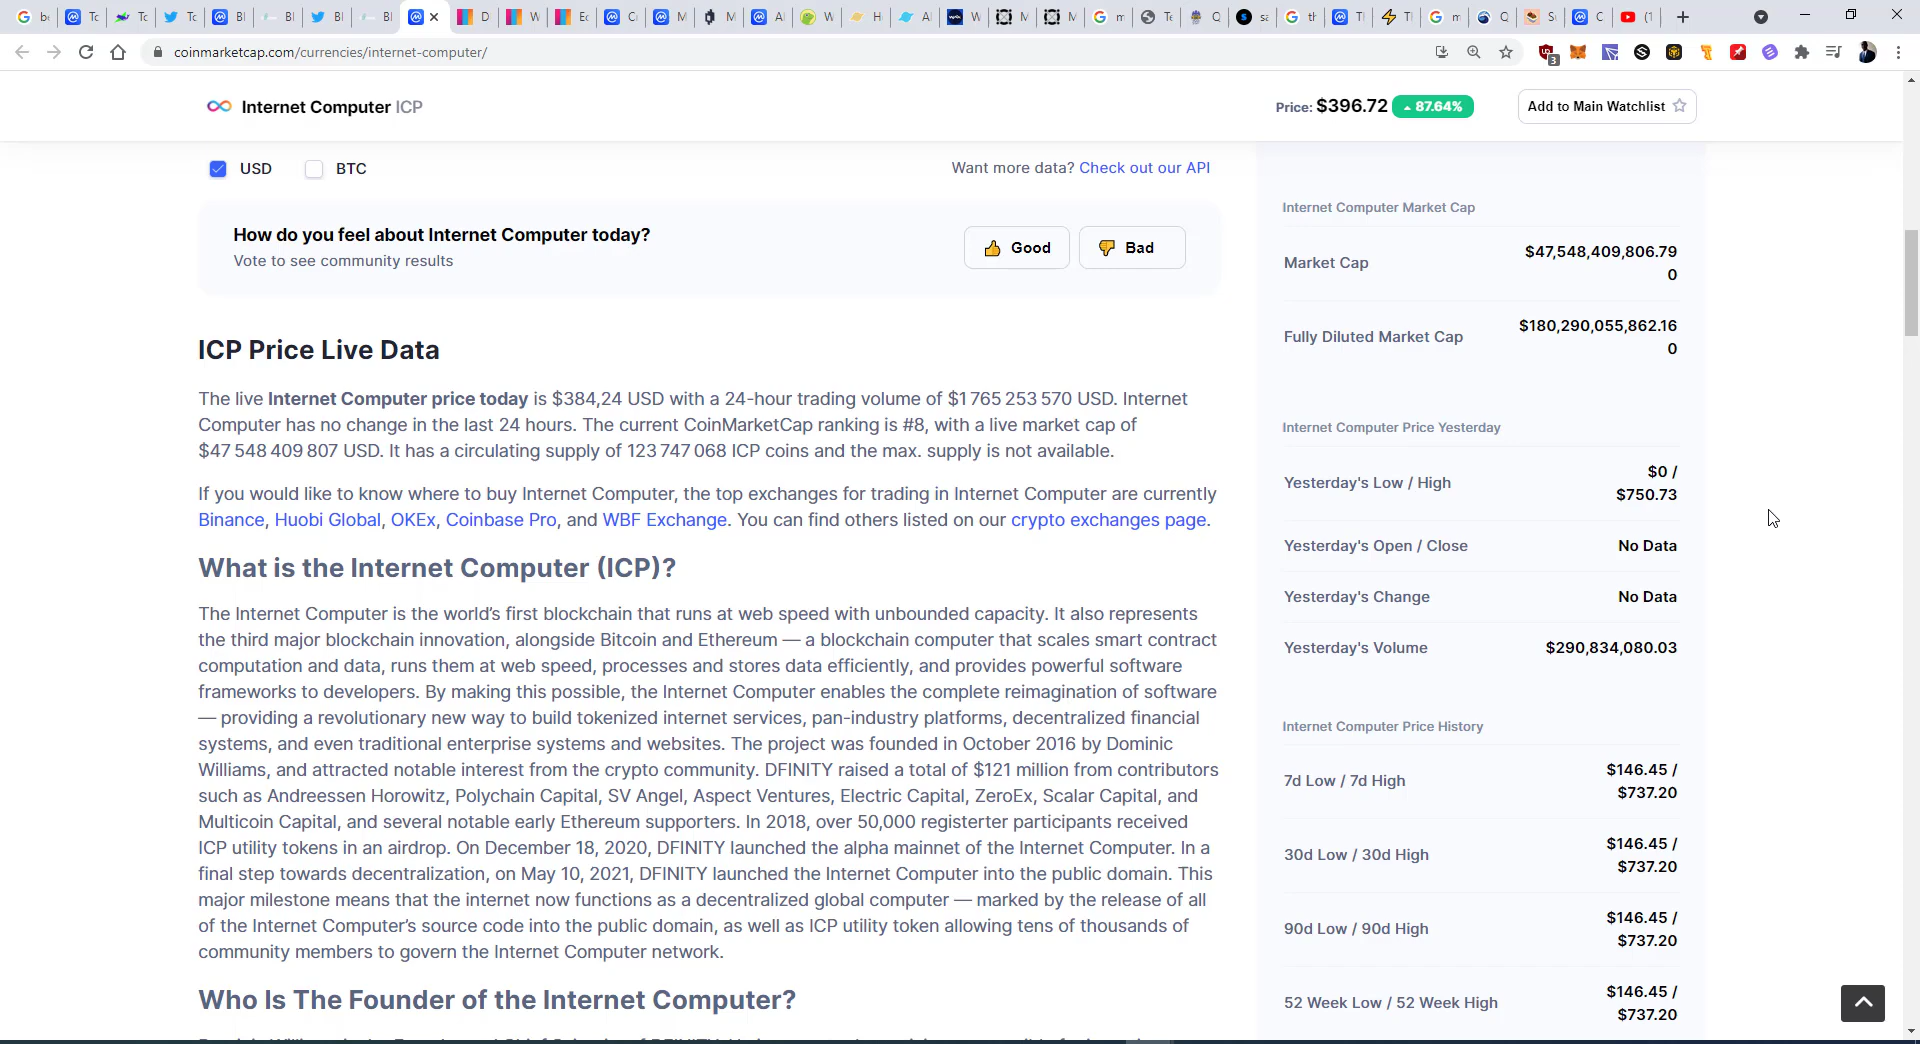 be
To
To
To
Bl
Bl
Bl
Bl
D
W
Ec
C
M
M
Al
W
H
Al
W
M
M
m
Te
Q
sa
th
Tl
Tl
m
Q
S
C
(1
coinmarketcap.com/currencies/internet-computer/
3
Internet Computer ICP
Price: $396.72 87.64%
Add to Main Watchlist
USD
BTC
Want more data? Check out our API
How do you feel about Internet Computer today?
Vote to see community results
Good
Bad
ICP Price Live Data
The live Internet Computer price today is $384,24 USD with a 24-hour trading volume of $1 765 253 570 USD. Internet
Computer has no change in the last 24 hours. The current CoinMarketCap ranking is #8, with a live market cap of
$47 548 409 807 USD. It has a circulating supply of 123 747 068 ICP coins and the max. supply is not available.
If you would like to know where to buy Internet Computer, the top exchanges for trading in Internet Computer are currently
Binance, Huobi Global, OKEx, Coinbase Pro, and WBF Exchange. You can find others listed on our crypto exchanges page.
What is the Internet Computer (ICP)?
The Internet Computer is the world's first blockchain that runs at web speed with unbounded capacity. It also represents
the third major blockchain innovation, alongside Bitcoin and Ethereum — a blockchain computer that scales smart contract
computation and data, runs them at web speed, processes and stores data efficiently, and provides powerful software
frameworks to developers. By making this possible, the Internet Computer enables the complete reimagination of software
— providing a revolutionary new way to build tokenized internet services, pan-industry platforms, decentralized financial
systems, and even traditional enterprise systems and websites. The project was founded in October 2016 by Dominic
Williams, and attracted notable interest from the crypto community. DFINITY raised a total of $121 million from contributors
such as Andreessen Horowitz, Polychain Capital, SV Angel, Aspect Ventures, Electric Capital, ZeroEx, Scalar Capital, and
Multicoin Capital, and several notable early Ethereum supporters. In 2018, over 50,000 registerter participants received
ICP utility tokens in an airdrop. On December 18, 2020, DFINITY launched the alpha mainnet of the Internet Computer. In a
final step towards decentralization, on May 10, 2021, DFINITY launched the Internet Computer into the public domain. This
major milestone means that the internet now functions as a decentralized global computer — marked by the release of all
of the Internet Computer's source code into the public domain, as well as ICP utility token allowing tens of thousands of
community members to govern the Internet Computer network.
Who Is The Founder of the Internet Computer?
Internet Computer Market Cap
Market Cap
$47,548,409,806.79
0
Fully Diluted Market Cap
$180,290,055,862.16
0
Internet Computer Price Yesterday
Yesterday's Low / High
$0 /
$750.73
Yesterday's Open / Close
No Data
Yesterday's Change
No Data
Yesterday's Volume
$290,834,080.03
Internet Computer Price History
7d Low / 7d High
$146.45 /
$737.20
30d Low / 30d High
$146.45 /
$737.20
90d Low / 90d High
$146.45 /
$737.20
52 Week Low / 52 Week High
$146.45 /
$737.20